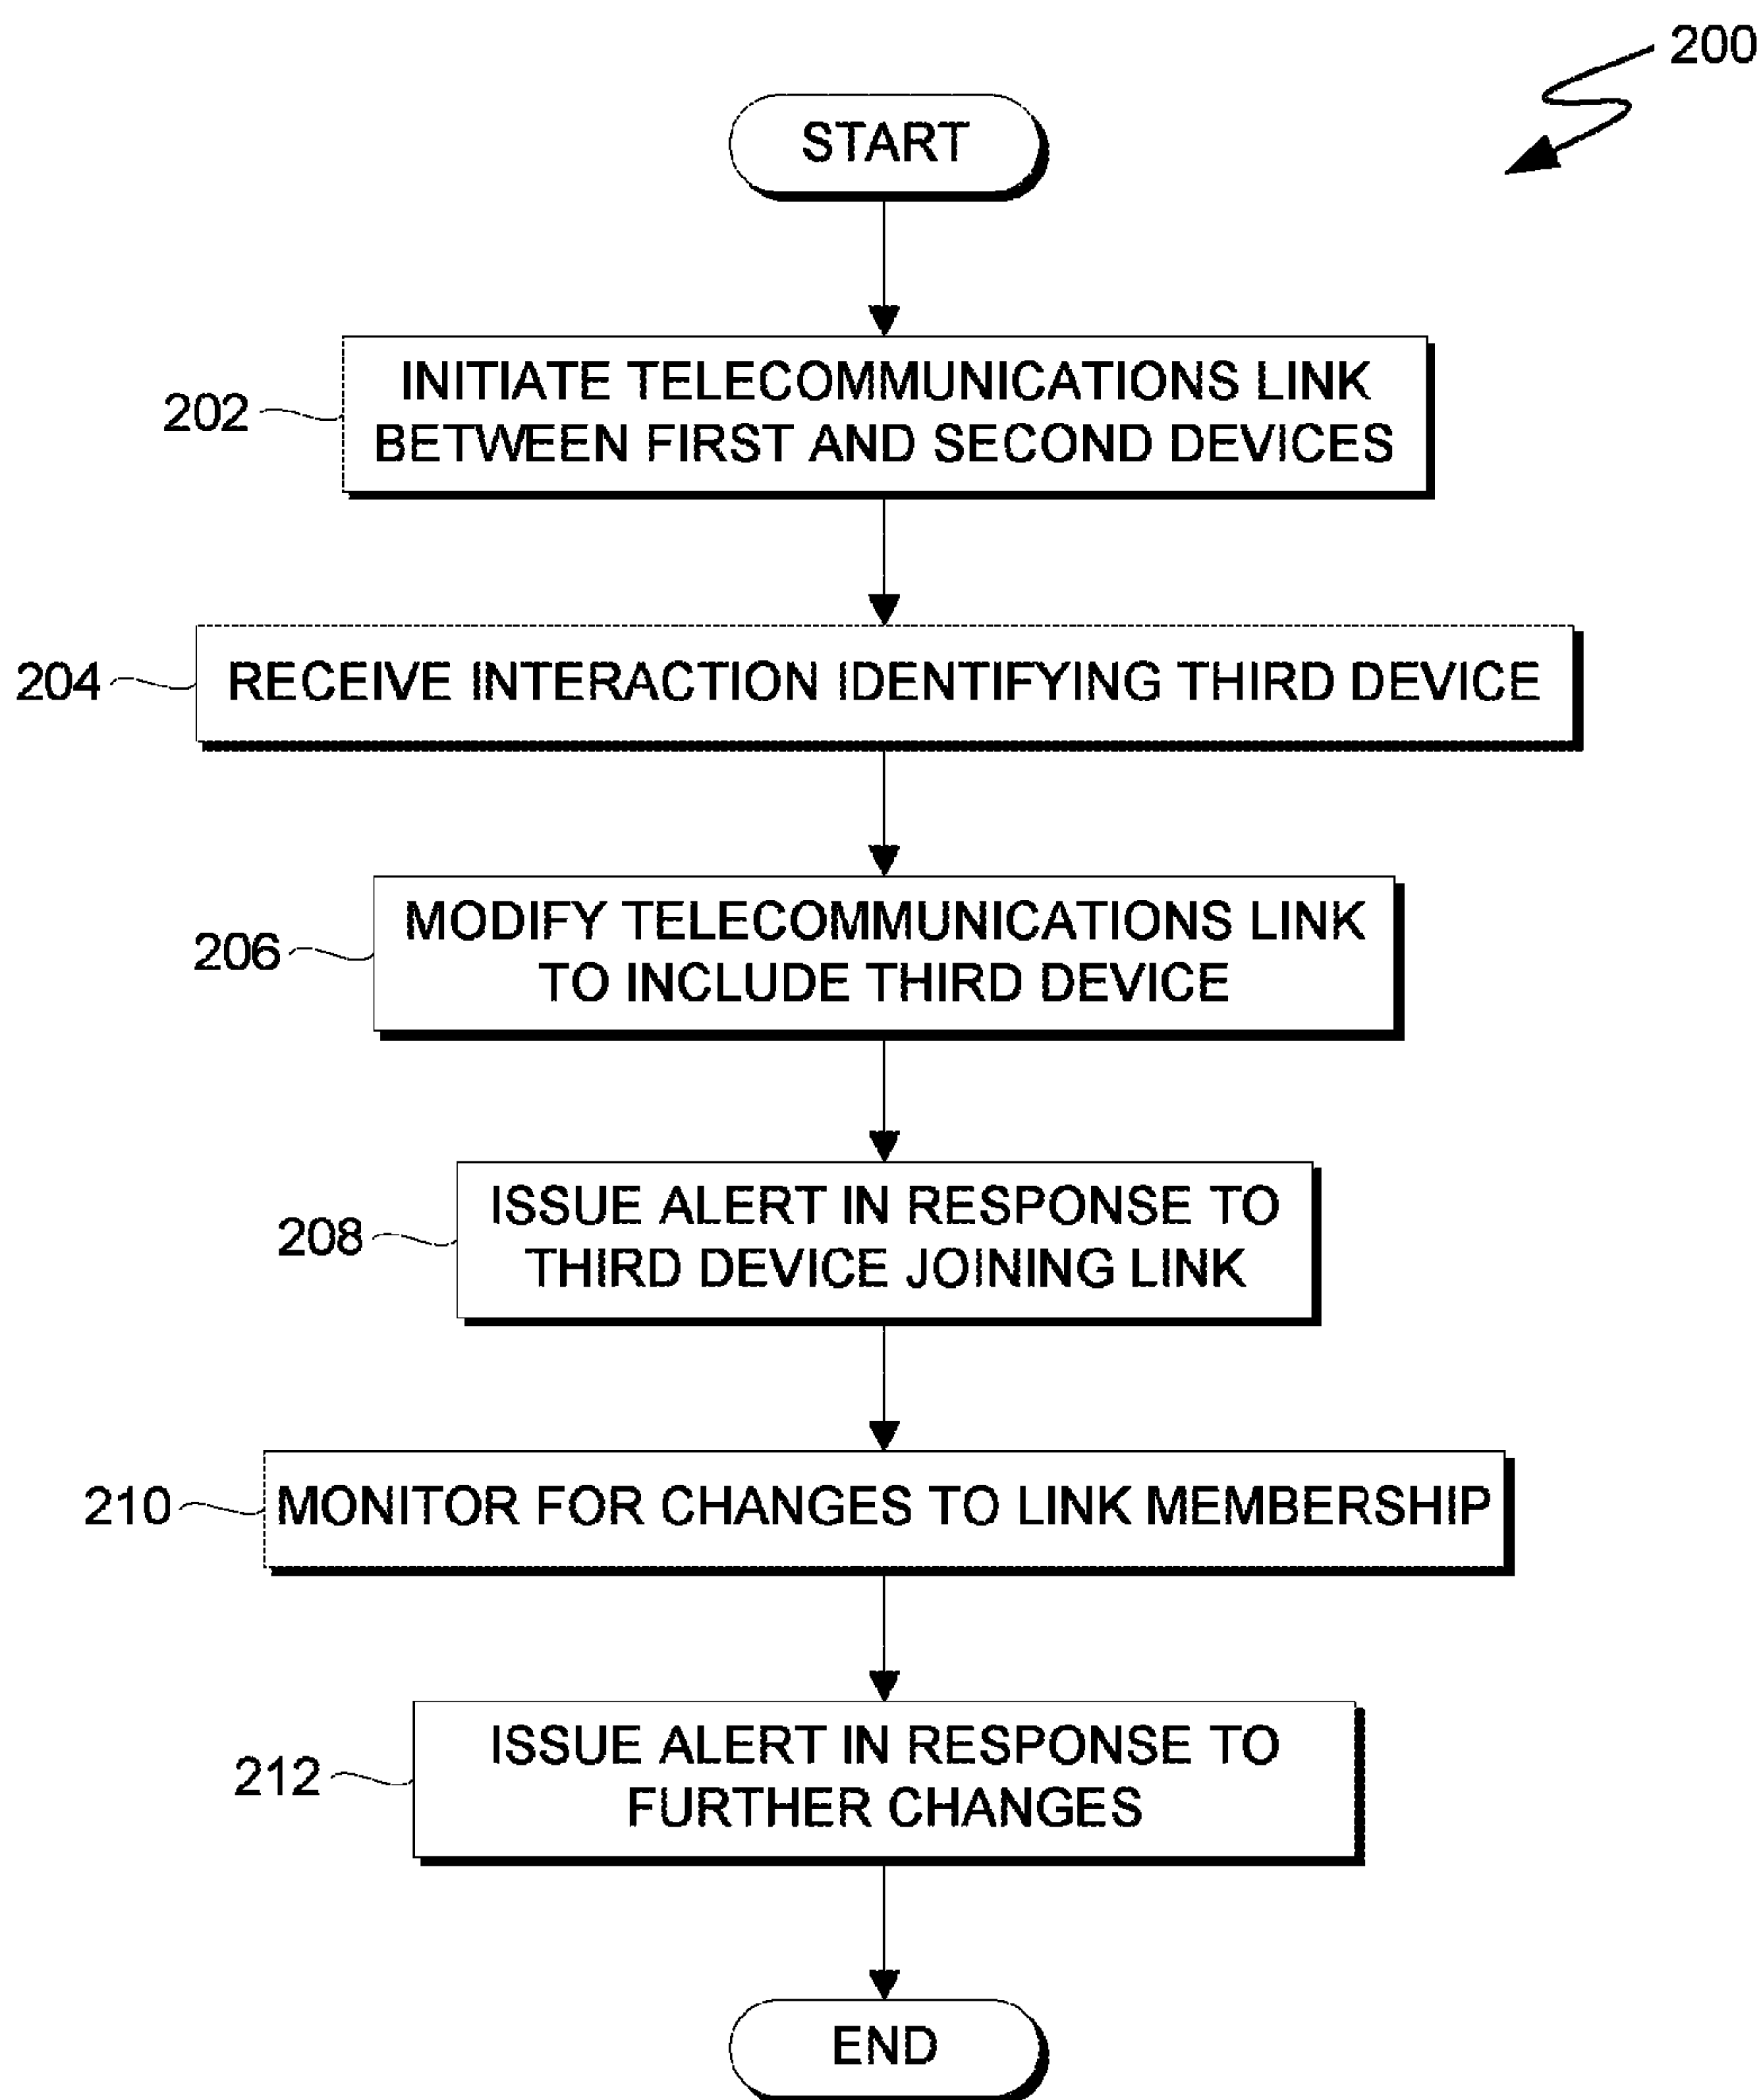 200
START
202
INITIATE TELECOMMUNICATIONS LINK
BETWEEN FIRST AND SECOND DEVICES
204
RECEIVE INTERACTION IDENTIFYING THIRD DEVICE
206
MODIFY TELECOMMUNICATIONS LINK
TO INCLUDE THIRD DEVICE
208
ISSUE ALERT IN RESPONSE TO
THIRD DEVICE JOINING LINK
210
MONITOR FOR CHANGES TO LINK MEMBERSHIP
212
ISSUE ALERT IN RESPONSE TO
FURTHER CHANGES
END